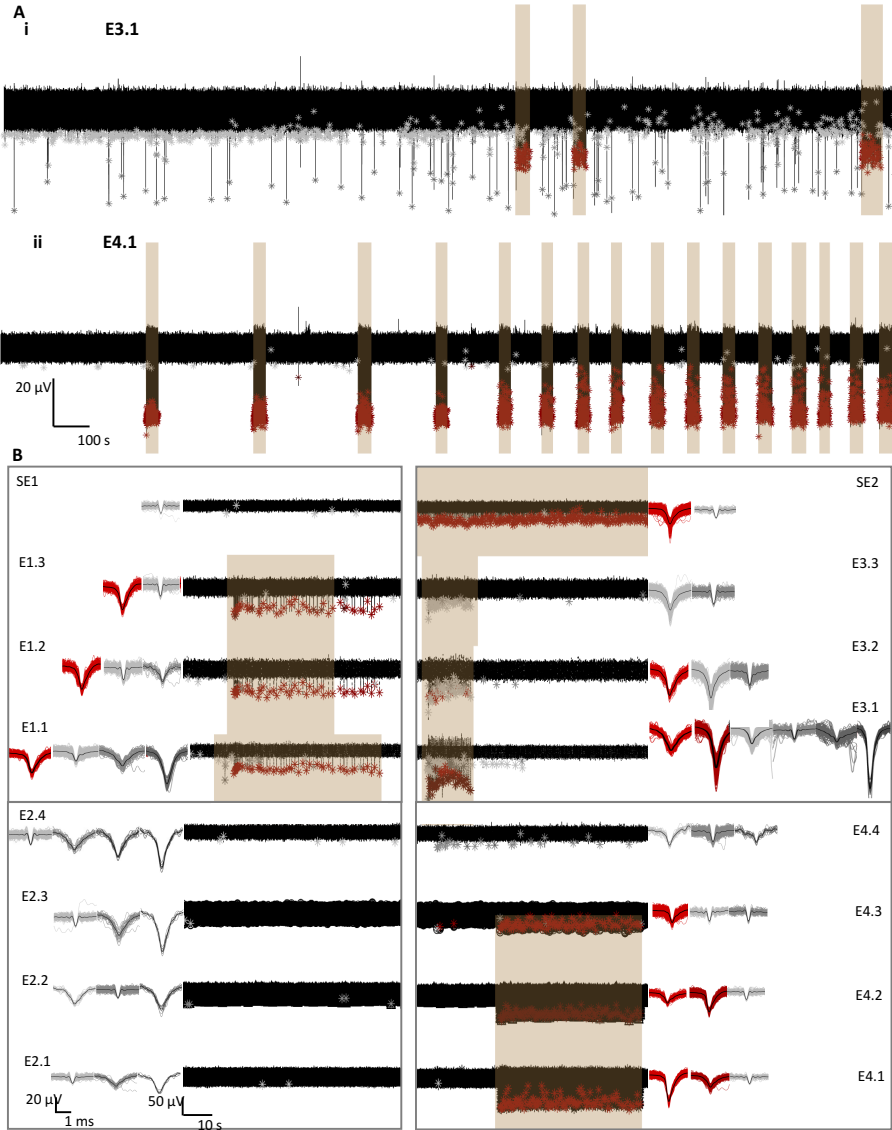 A
i E3.1
ii E4.1
20 µV
100 s
B
SE1
E1.3
E1.2
E1.1
SE2
E3.3
E3.2
E3.1
E2.4
E2.3
E2.2
E2.1
20 µV
1 ms
50 µV
10 s
E4.4
E4.3
E4.2
E4.1